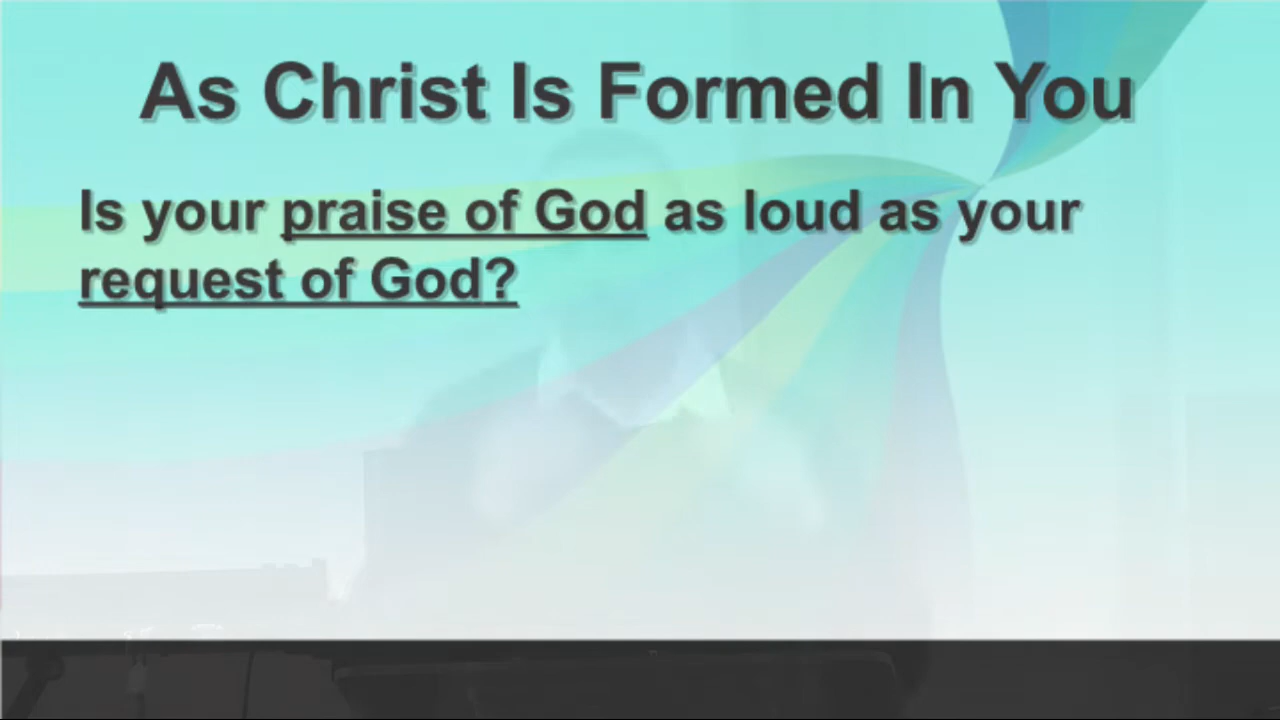 As Christ Is Formed In You
Is your praise of God as loud as your
request of God?